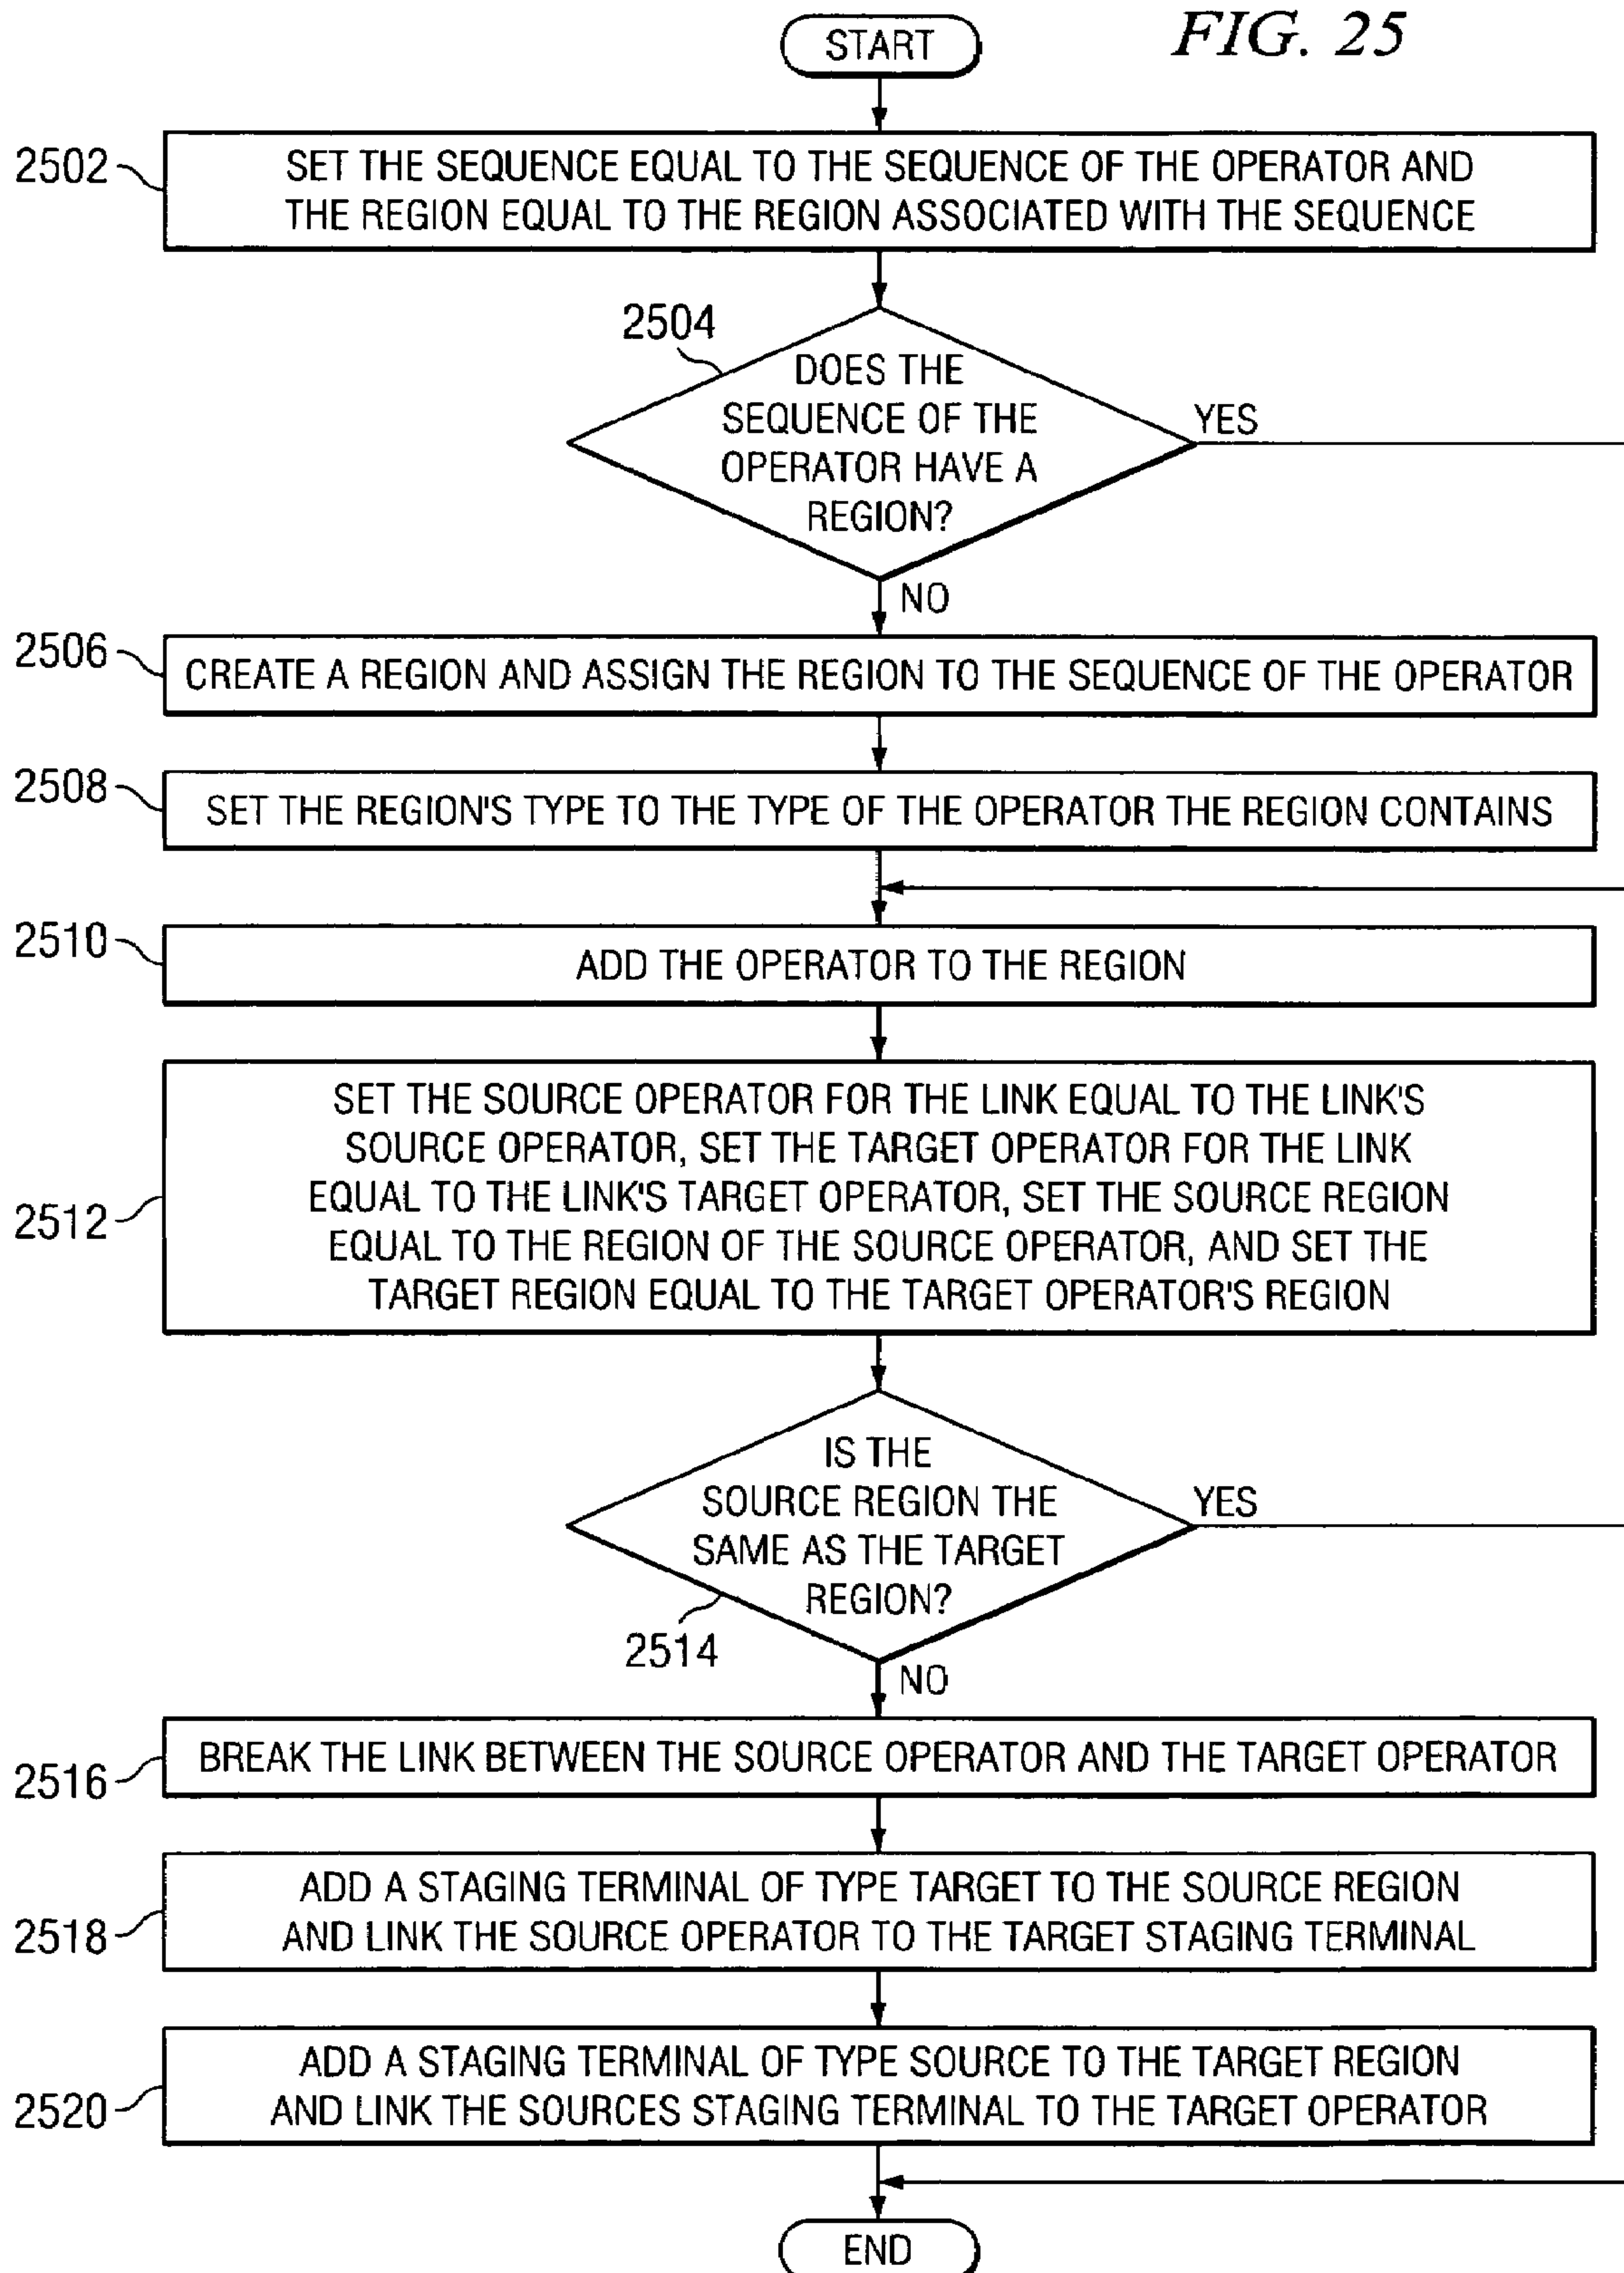 FIG. 25
START
2502
SET THE SEQUENCE EQUAL TO THE SEQUENCE OF THE OPERATOR AND
THE REGION EQUAL TO THE REGION ASSOCIATED WITH THE SEQUENCE
2504
DOES THE
SEQUENCE OF THE
OPERATOR HAVE A
REGION?
YES
NO
2506
CREATE A REGION AND ASSIGN THE REGION TO THE SEQUENCE OF THE OPERATOR
2508
SET THE REGION'S TYPE TO THE TYPE OF THE OPERATOR THE REGION CONTAINS
2510
ADD THE OPERATOR TO THE REGION
2512
SET THE SOURCE OPERATOR FOR THE LINK EQUAL TO THE LINK'S
SOURCE OPERATOR, SET THE TARGET OPERATOR FOR THE LINK
EQUAL TO THE LINK'S TARGET OPERATOR, SET THE SOURCE REGION
EQUAL TO THE REGION OF THE SOURCE OPERATOR, AND SET THE
TARGET REGION EQUAL TO THE TARGET OPERATOR'S REGION
IS THE
SOURCE REGION THE
SAME AS THE TARGET
REGION?
YES
2514
NO
2516
BREAK THE LINK BETWEEN THE SOURCE OPERATOR AND THE TARGET OPERATOR
2518
ADD A STAGING TERMINAL OF TYPE TARGET TO THE SOURCE REGION
AND LINK THE SOURCE OPERATOR TO THE TARGET STAGING TERMINAL
2520
ADD A STAGING TERMINAL OF TYPE SOURCE TO THE TARGET REGION
AND LINK THE SOURCES STAGING TERMINAL TO THE TARGET OPERATOR
END